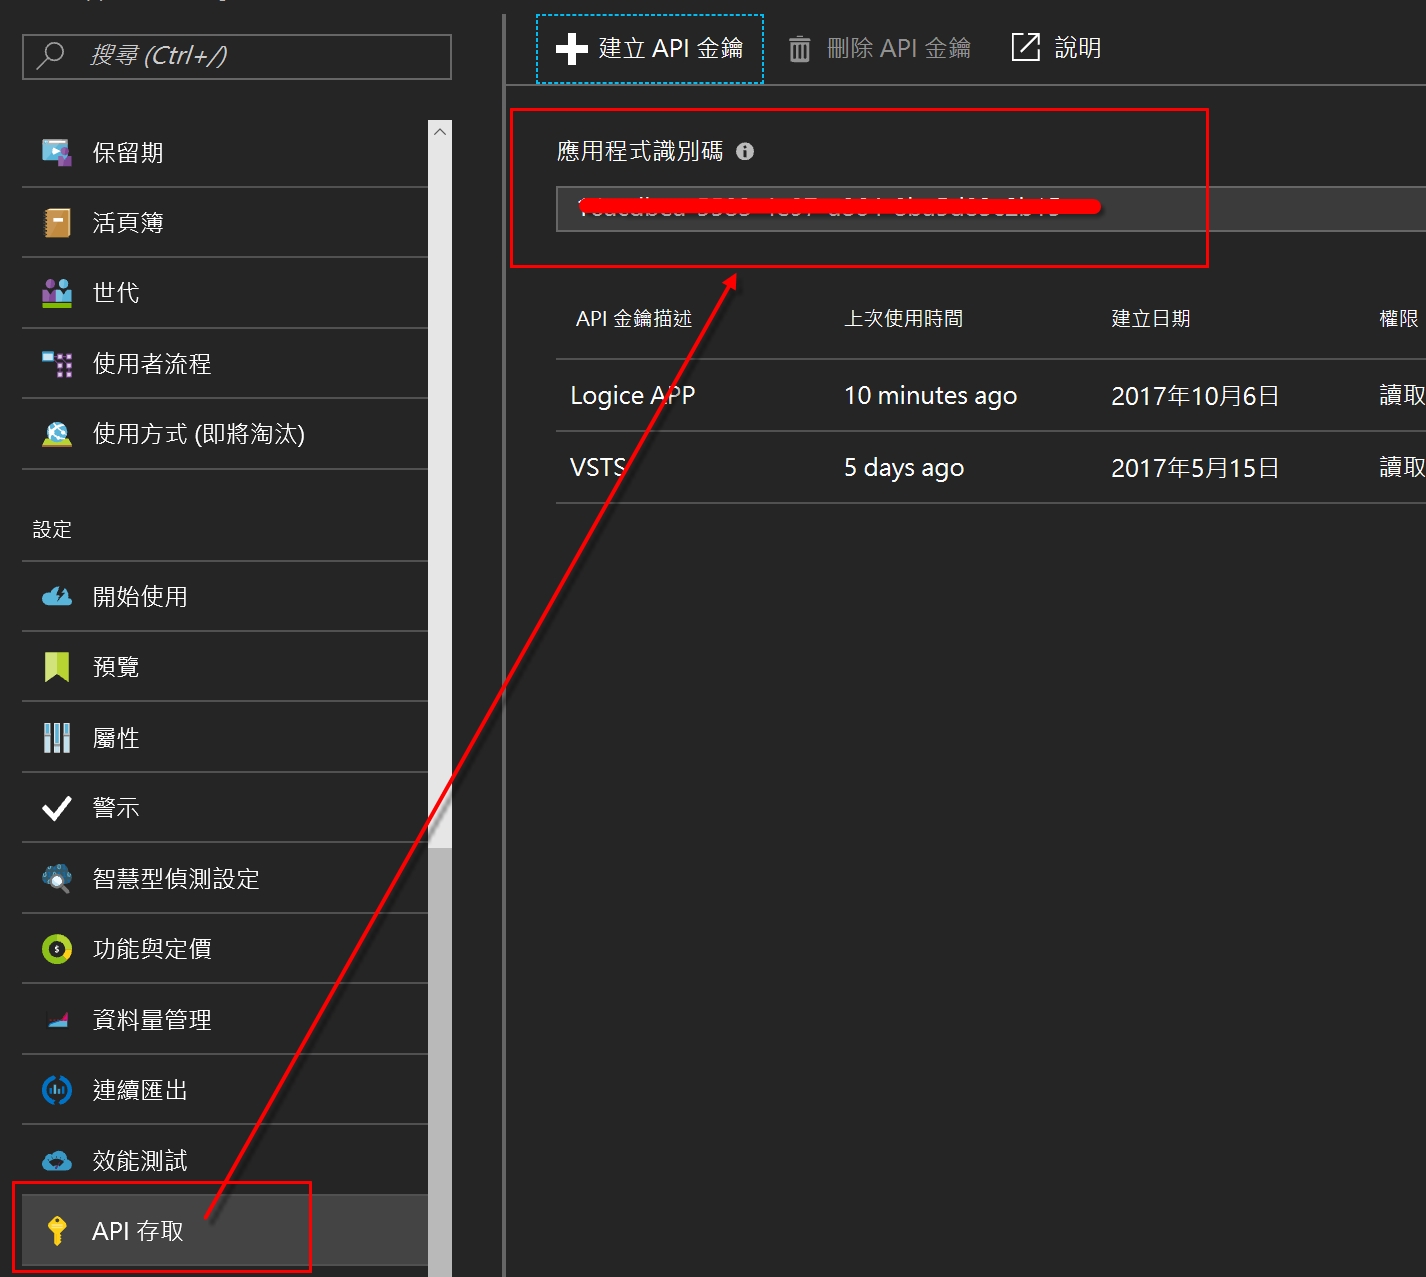 搜尋 (Ctrl+/)
保留期
活頁簿
世代
使用者流程
使用方式 (即將淘汰)
設定
開始使用
預覽
屬性
警示
智慧型偵測設定
功能與定價
資料量管理
連續匯出
效能測試
API 存取
建立 API 金鑰 刪除 API 金鑰 說明
應用程式識別碼
API 金鑰描述 上次使用時間 建立日期 權限
Logice APP 10 minutes ago 2017年10月6日 讀取
VSTS 5 days ago 2017年5月15日 讀取